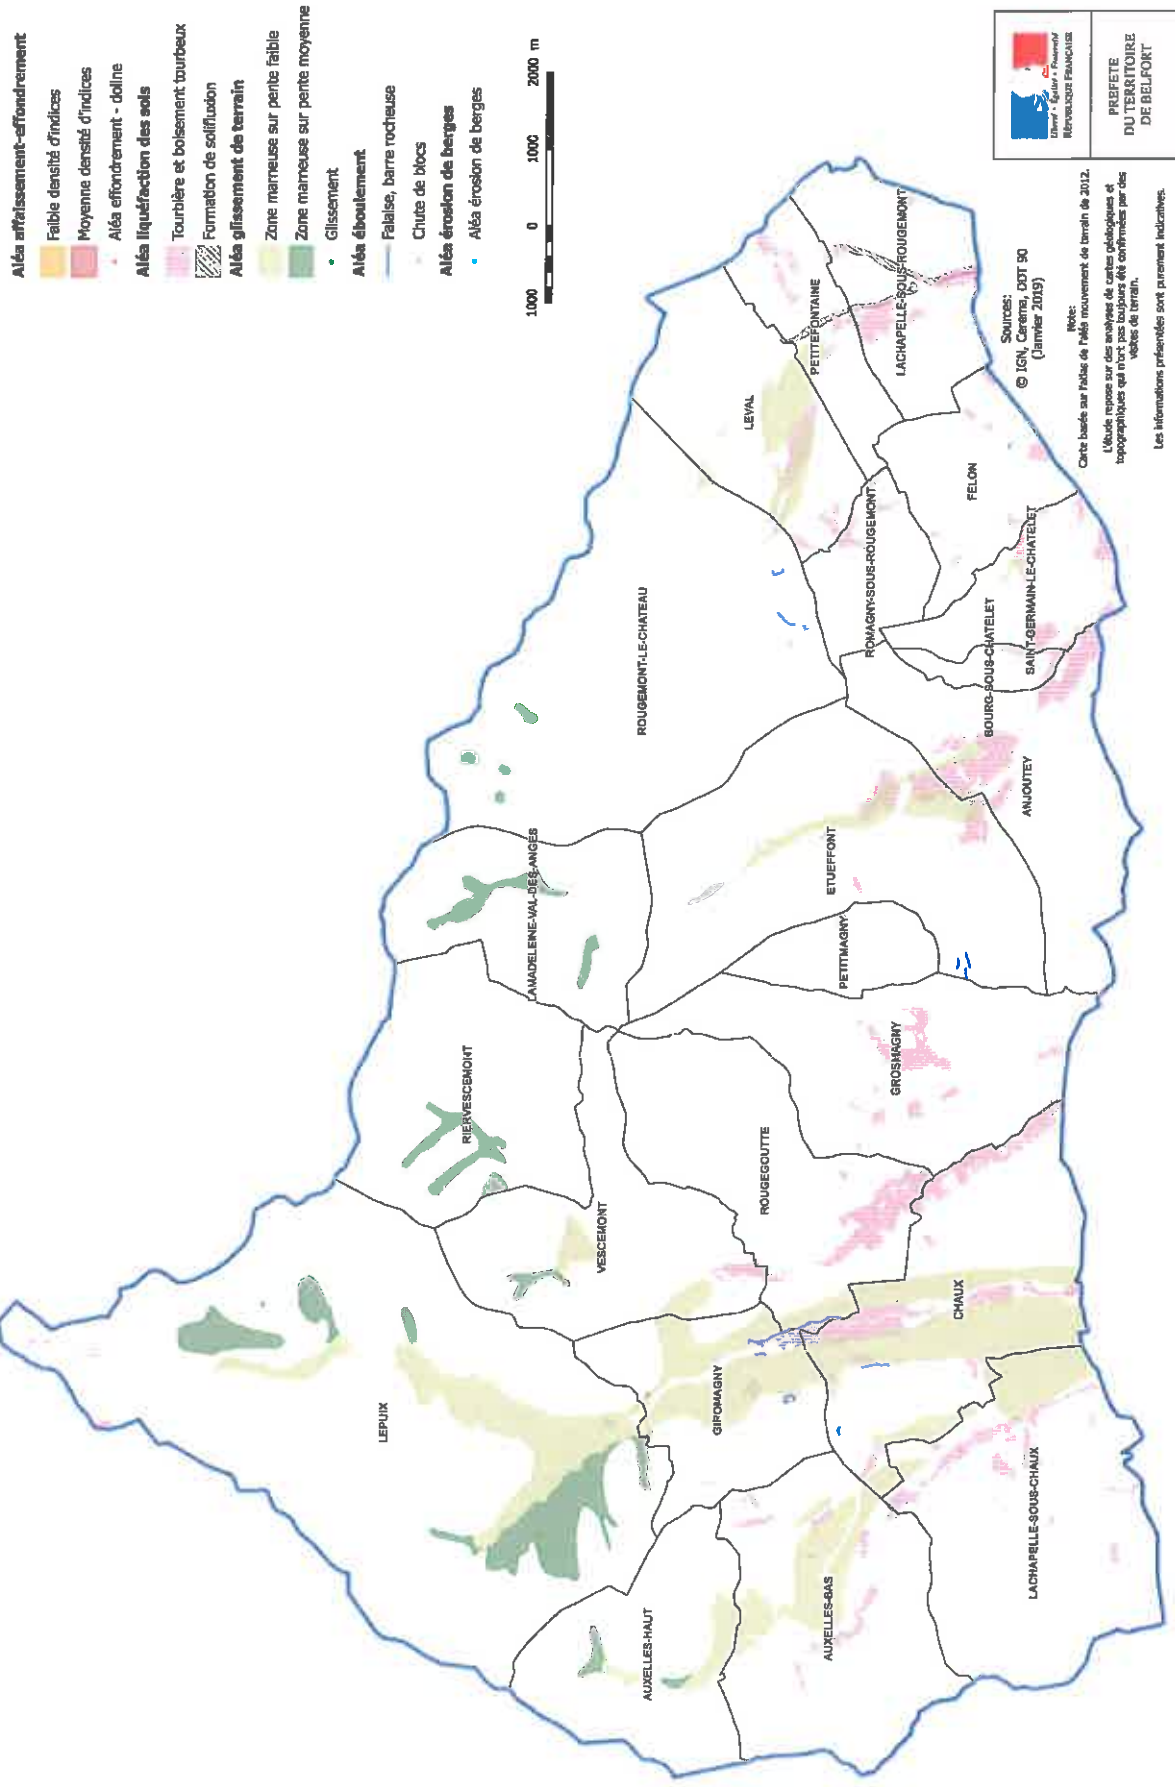 Aléa affaissement-effondrement
Faible densité d'indices
Moyenne densité d'indices
Aléa effondrement - doline
Aléa liquéfaction des sols
Tourbière et boisement tourbeux
Formation de solifluxion
Aléa glissement de terrain
Zone marneuse sur pente faible
Zone marneuse sur pente moyenne
Glissement
Aléa éboulement
Falaise, barre rocheuse
Chute de blocs
Aléa érosion de berges
Aléa érosion de berges
1000 0 1000 2000 m
LEPUIX
RIERVESCEMONT
LAMADELEINE-VAL-DES-ANGES
VESCEMONT
AUXELLES-HAUT
GIROMAGNY
ROUGEGOUTTE
ROUGEMONT-LE-CHATEAU
LEVAL
PETITEFONTAINE
AUXELLES-BAS
GROSMAGNY
PETITMAGNY
ETUEFFONT
ROMAGNY-SOUS-ROUGEMONT
LACHAPELLE-SOUS-ROUGEMONT
CHAUX
FELON
BOURG-SOUS-CHATELET
SAINT-GERMAIN-LE-CHATELET
ANJOUTEY
LACHAPELLE-SOUS-CHAUX
Sources:
© IGN, Cerema, DDT 90
(Janvier 2019)
Note:
Carte basée sur l'atlas de l'aléa mouvement de terrain de 2012.
L'étude repose sur des analyses de cartes géologiques et
topographiques qui n'ont pas toujours été confirmées par des
visites de terrain.
Les informations présentées sont purement indicatives.
Liberté • Égalité • Fraternité
RÉPUBLIQUE FRANÇAISE
PREFETE
DU TERRITOIRE
DE BELFORT